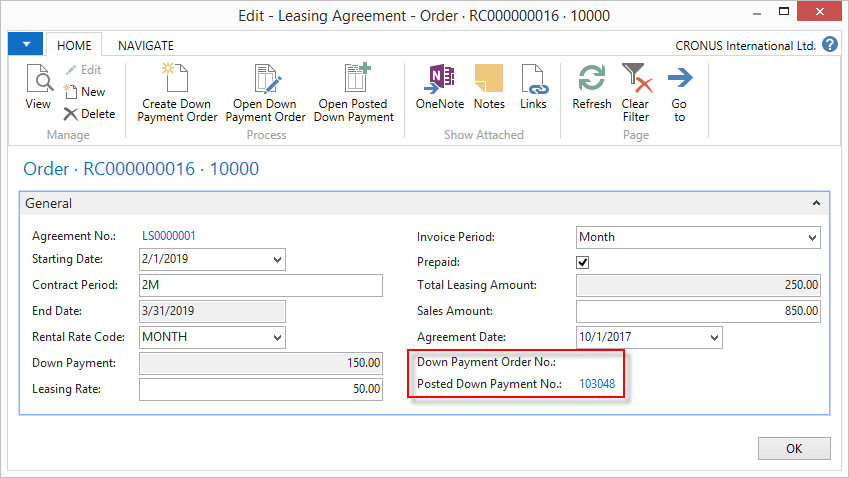 Edit - Leasing Agreement - Order · RC000000016 · 10000
HOME
NAVIGATE
CRONUS International Ltd.
?
View
Edit
New
Delete
Create Down
Payment Order
Open Down
Payment Order
Open Posted
Down Payment
N
OneNote
Notes
Links
Refresh
Clear
Filter
Go
to
Manage
Process
Show Attached
Page
Order · RC000000016 · 10000
General
Agreement No.: LS0000001
Starting Date: 2/1/2019
Contract Period: 2M
End Date: 3/31/2019
Rental Rate Code: MONTH
Down Payment: 150.00
Leasing Rate: 50.00
Invoice Period: Month
Prepaid:
Total Leasing Amount: 250.00
Sales Amount: 850.00
Agreement Date: 10/1/2017
Down Payment Order No.:
Posted Down Payment No.: 103048
OK